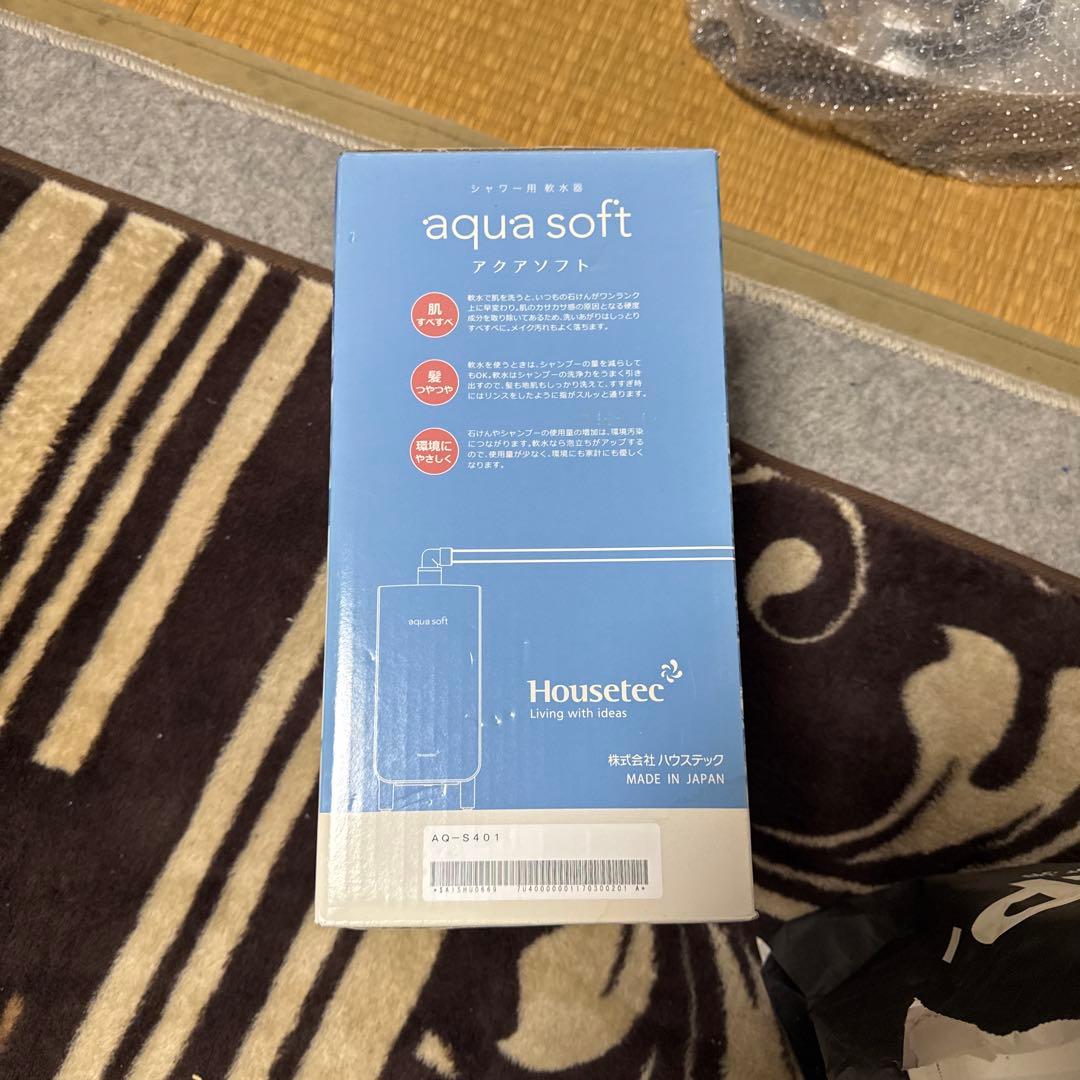 シャワー用 軟水器
aqua soft
アクアソフト
肌
すべすべ
軟水で肌を洗うと、いつもの石けんがワンランク
上に早変わり。肌のカサカサ感の原因となる硬度
成分を取り除いてあるため、洗いあがりはしっとり
すべすべに。メイク汚れもよく落ちます。
髪
つやつや
軟水を使うときは、シャンプーの量を減らして
もOK。軟水はシャンプーの洗浄力をうまく引き
出すので、髪も地肌もしっかり洗えて、すすぎ時
にはリンスをしたように指がスルッと通ります。
環境に
やさしく
石けんやシャンプーの使用量の増加は、環境汚染
につながります。軟水なら泡立ちがアップする
ので、使用量が少なく、環境にも家計にも優しく
なります。
aqua soft
Housetec
Housetec
Living with ideas
株式会社 ハウステック
MADE IN JAPAN
AQ-S401
*SAISHU0669 7U40000001170300201 A*